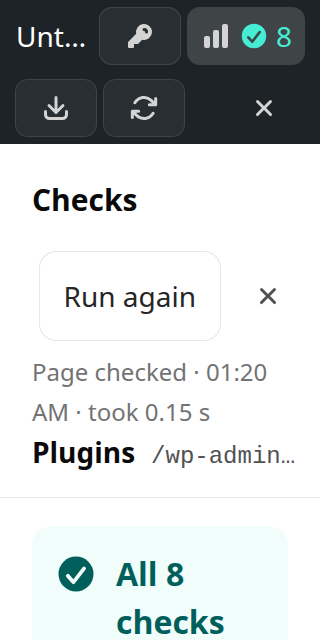 Unt...
8
Checks
Run again
Page checked · 01:20
AM · took 0.15 s
Plugins /wp-admin…
All 8
checks